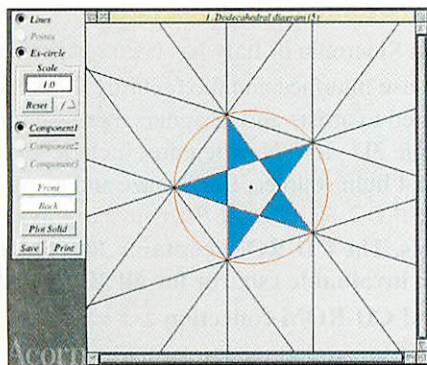 1. Dodecahedral diagram (5)
Lines
Points
Ex-circle
Scale
1.0
Reset
Component1
Component2
Component3
Front
Back
Plot Solid
Save Print
Acorn